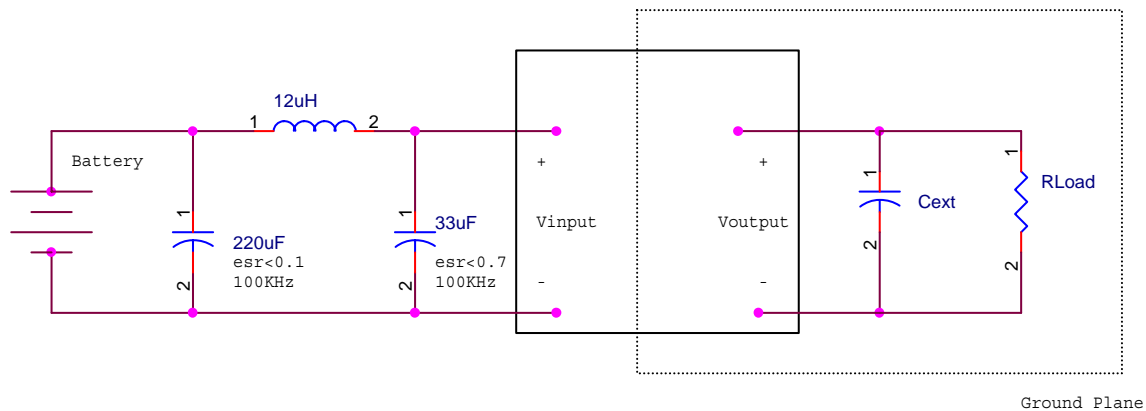 12uH
1
2
Battery
+
+
1
1
1
1
RLoad
Cext
Vinput
Voutput
220uF
esr<0.1
100KHz
33uF
esr<0.7
100KHz
2
2
2
2
-
-
Ground Plane